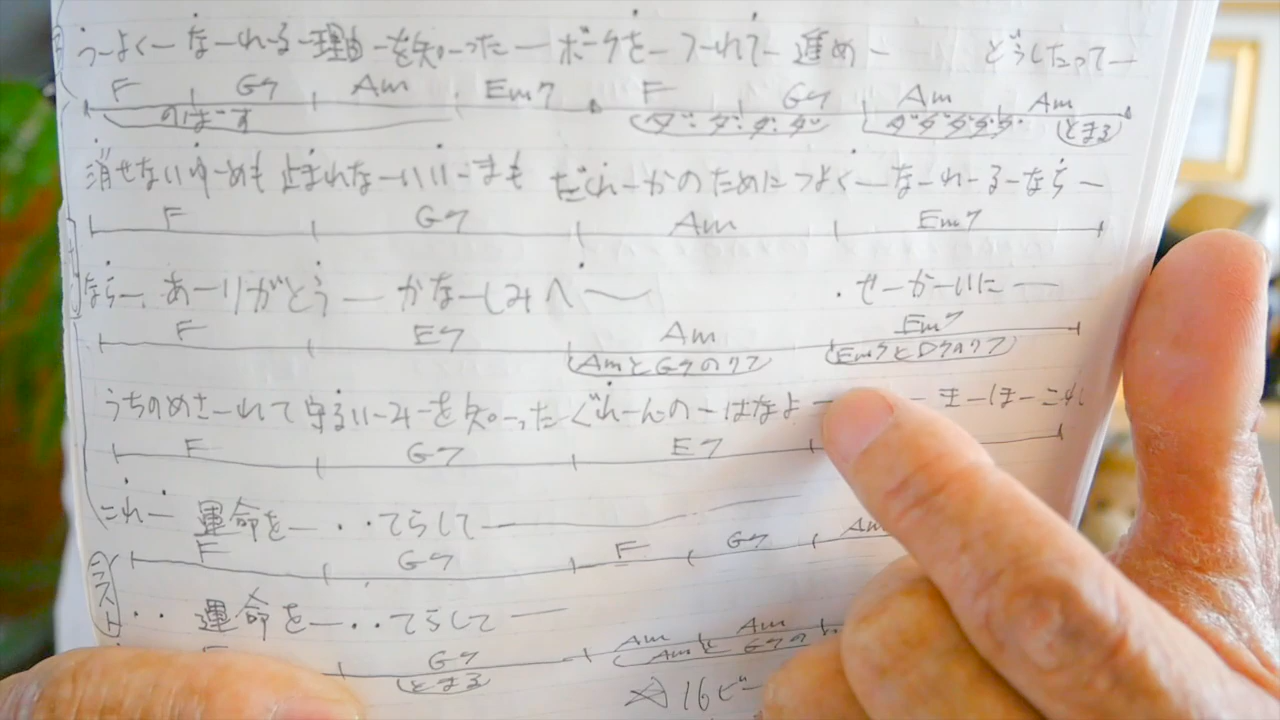 うーよくーなーれーるー理由ーを知ったー ボークをーつーれてー 進めー どうしたってー
F G7 Am Em7 F G7 Am Am
のばす ダ・ダ・ダ・ダ ダダダダダ・ とまる
消せないゆーめも 止まれなーいいーまも だれーかのために つよくーなーれーるーならー
F G7 Am Em7
ならー. あーりがとうー かなーしみへ〜 ・せーかーいにー
F E7 Am Em7
AmとG7のリフ Em7とD7のリフ
うちのめさーれて 守るいーみーを知ーった ぐれーんのーはなよー ーまーほーこれ
F G7 E7
これー 運命をー・・てらしてー
F G7 F G7 Am
ラスト ・・ 運命をー・・てらしてー
G7 Am Am
とまる AmとG7の
☆16ビー